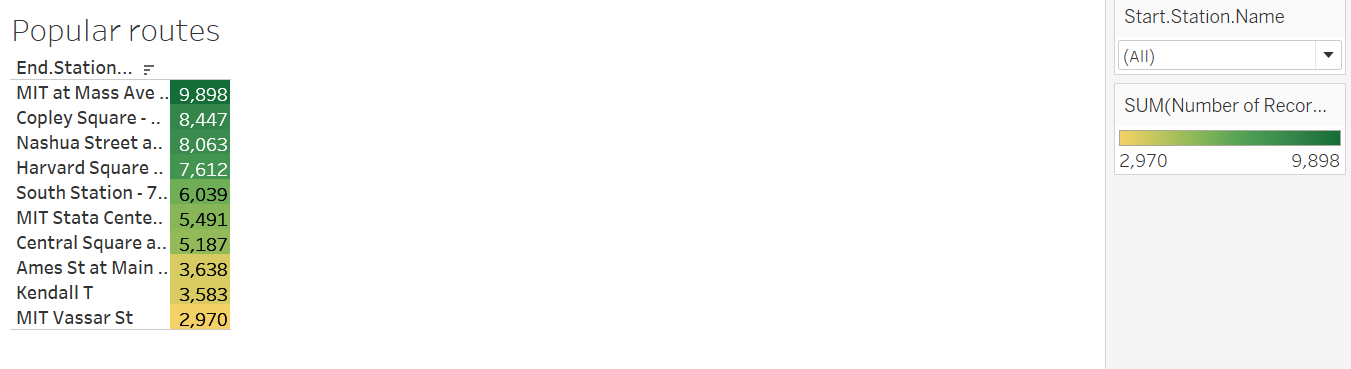 Popular routes
End.Station...
MIT at Mass Ave .. 9,898
Copley Square - .. 8,447
Nashua Street a.. 8,063
Harvard Square .. 7,612
South Station - 7.. 6,039
MIT Stata Cente.. 5,491
Central Square a.. 5,187
Ames St at Main .. 3,638
Kendall T 3,583
MIT Vassar St 2,970
Start.Station.Name
(All)
SUM(Number of Recor...
2,970 9,898